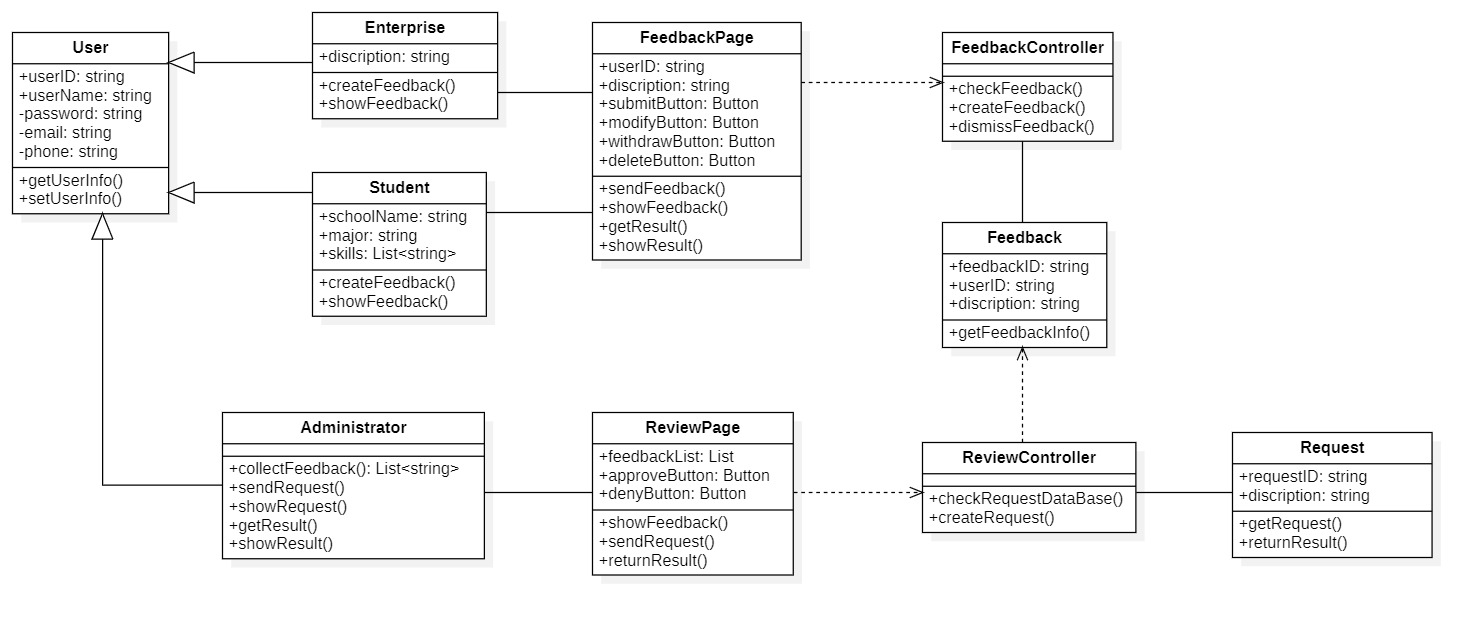 User
+userID: string
+userName: string
-password: string
-email: string
-phone: string
+getUserInfo()
+setUserInfo()
Enterprise
+discription: string
+createFeedback()
+showFeedback()
Student
+schoolName: string
+major: string
+skills: List<string>
+createFeedback()
+showFeedback()
FeedbackPage
+userID: string
+discription: string
+submitButton: Button
+modifyButton: Button
+withdrawButton: Button
+deleteButton: Button
+sendFeedback()
+showFeedback()
+getResult()
+showResult()
FeedbackController
+checkFeedback()
+createFeedback()
+dismissFeedback()
Feedback
+feedbackID: string
+userID: string
+discription: string
+getFeedbackInfo()
Administrator
+collectFeedback(): List<string>
+sendRequest()
+showRequest()
+getResult()
+showResult()
ReviewPage
+feedbackList: List
+approveButton: Button
+denyButton: Button
+showFeedback()
+sendRequest()
+returnResult()
ReviewController
+checkRequestDataBase()
+createRequest()
Request
+requestID: string
+discription: string
+getRequest()
+returnResult()